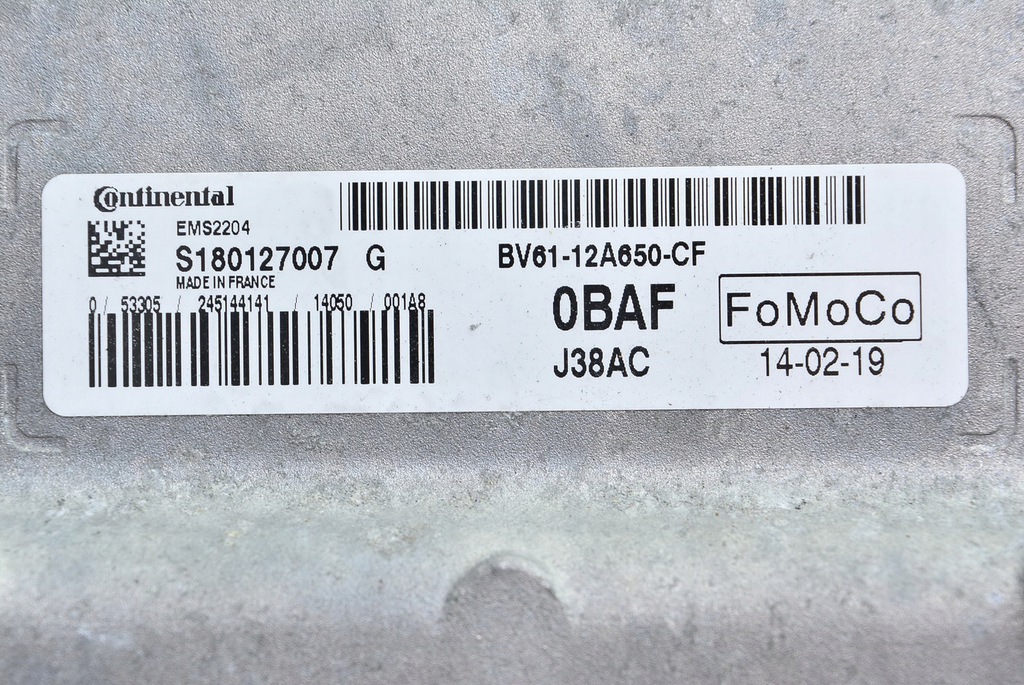 Continental
EMS2204
S180127007 G
MADE IN FRANCE
0 / 53305 / 245144141 / 14050 / 001A8
BV61-12A650-CF
0BAF
FoMoCo
J38AC
14-02-19